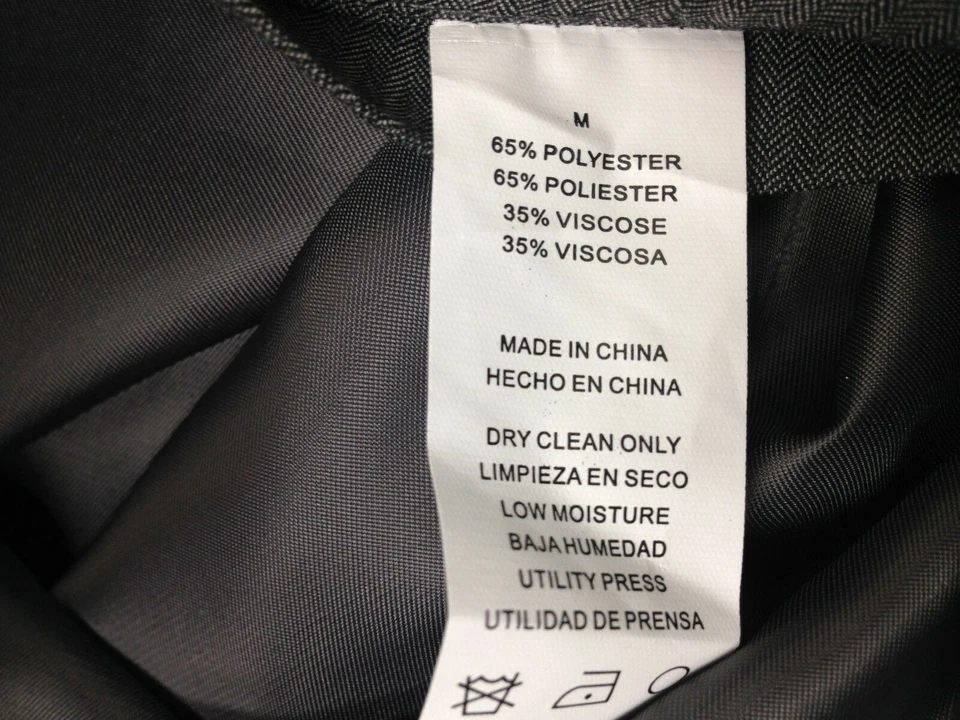 M
65% POLYESTER
65% POLIESTER
35% VISCOSE
35% VISCOSA
MADE IN CHINA
HECHO EN CHINA
DRY CLEAN ONLY
LIMPIEZA EN SECO
LOW MOISTURE
BAJA HUMEDAD
UTILITY PRESS
UTILIDAD DE PRENSA